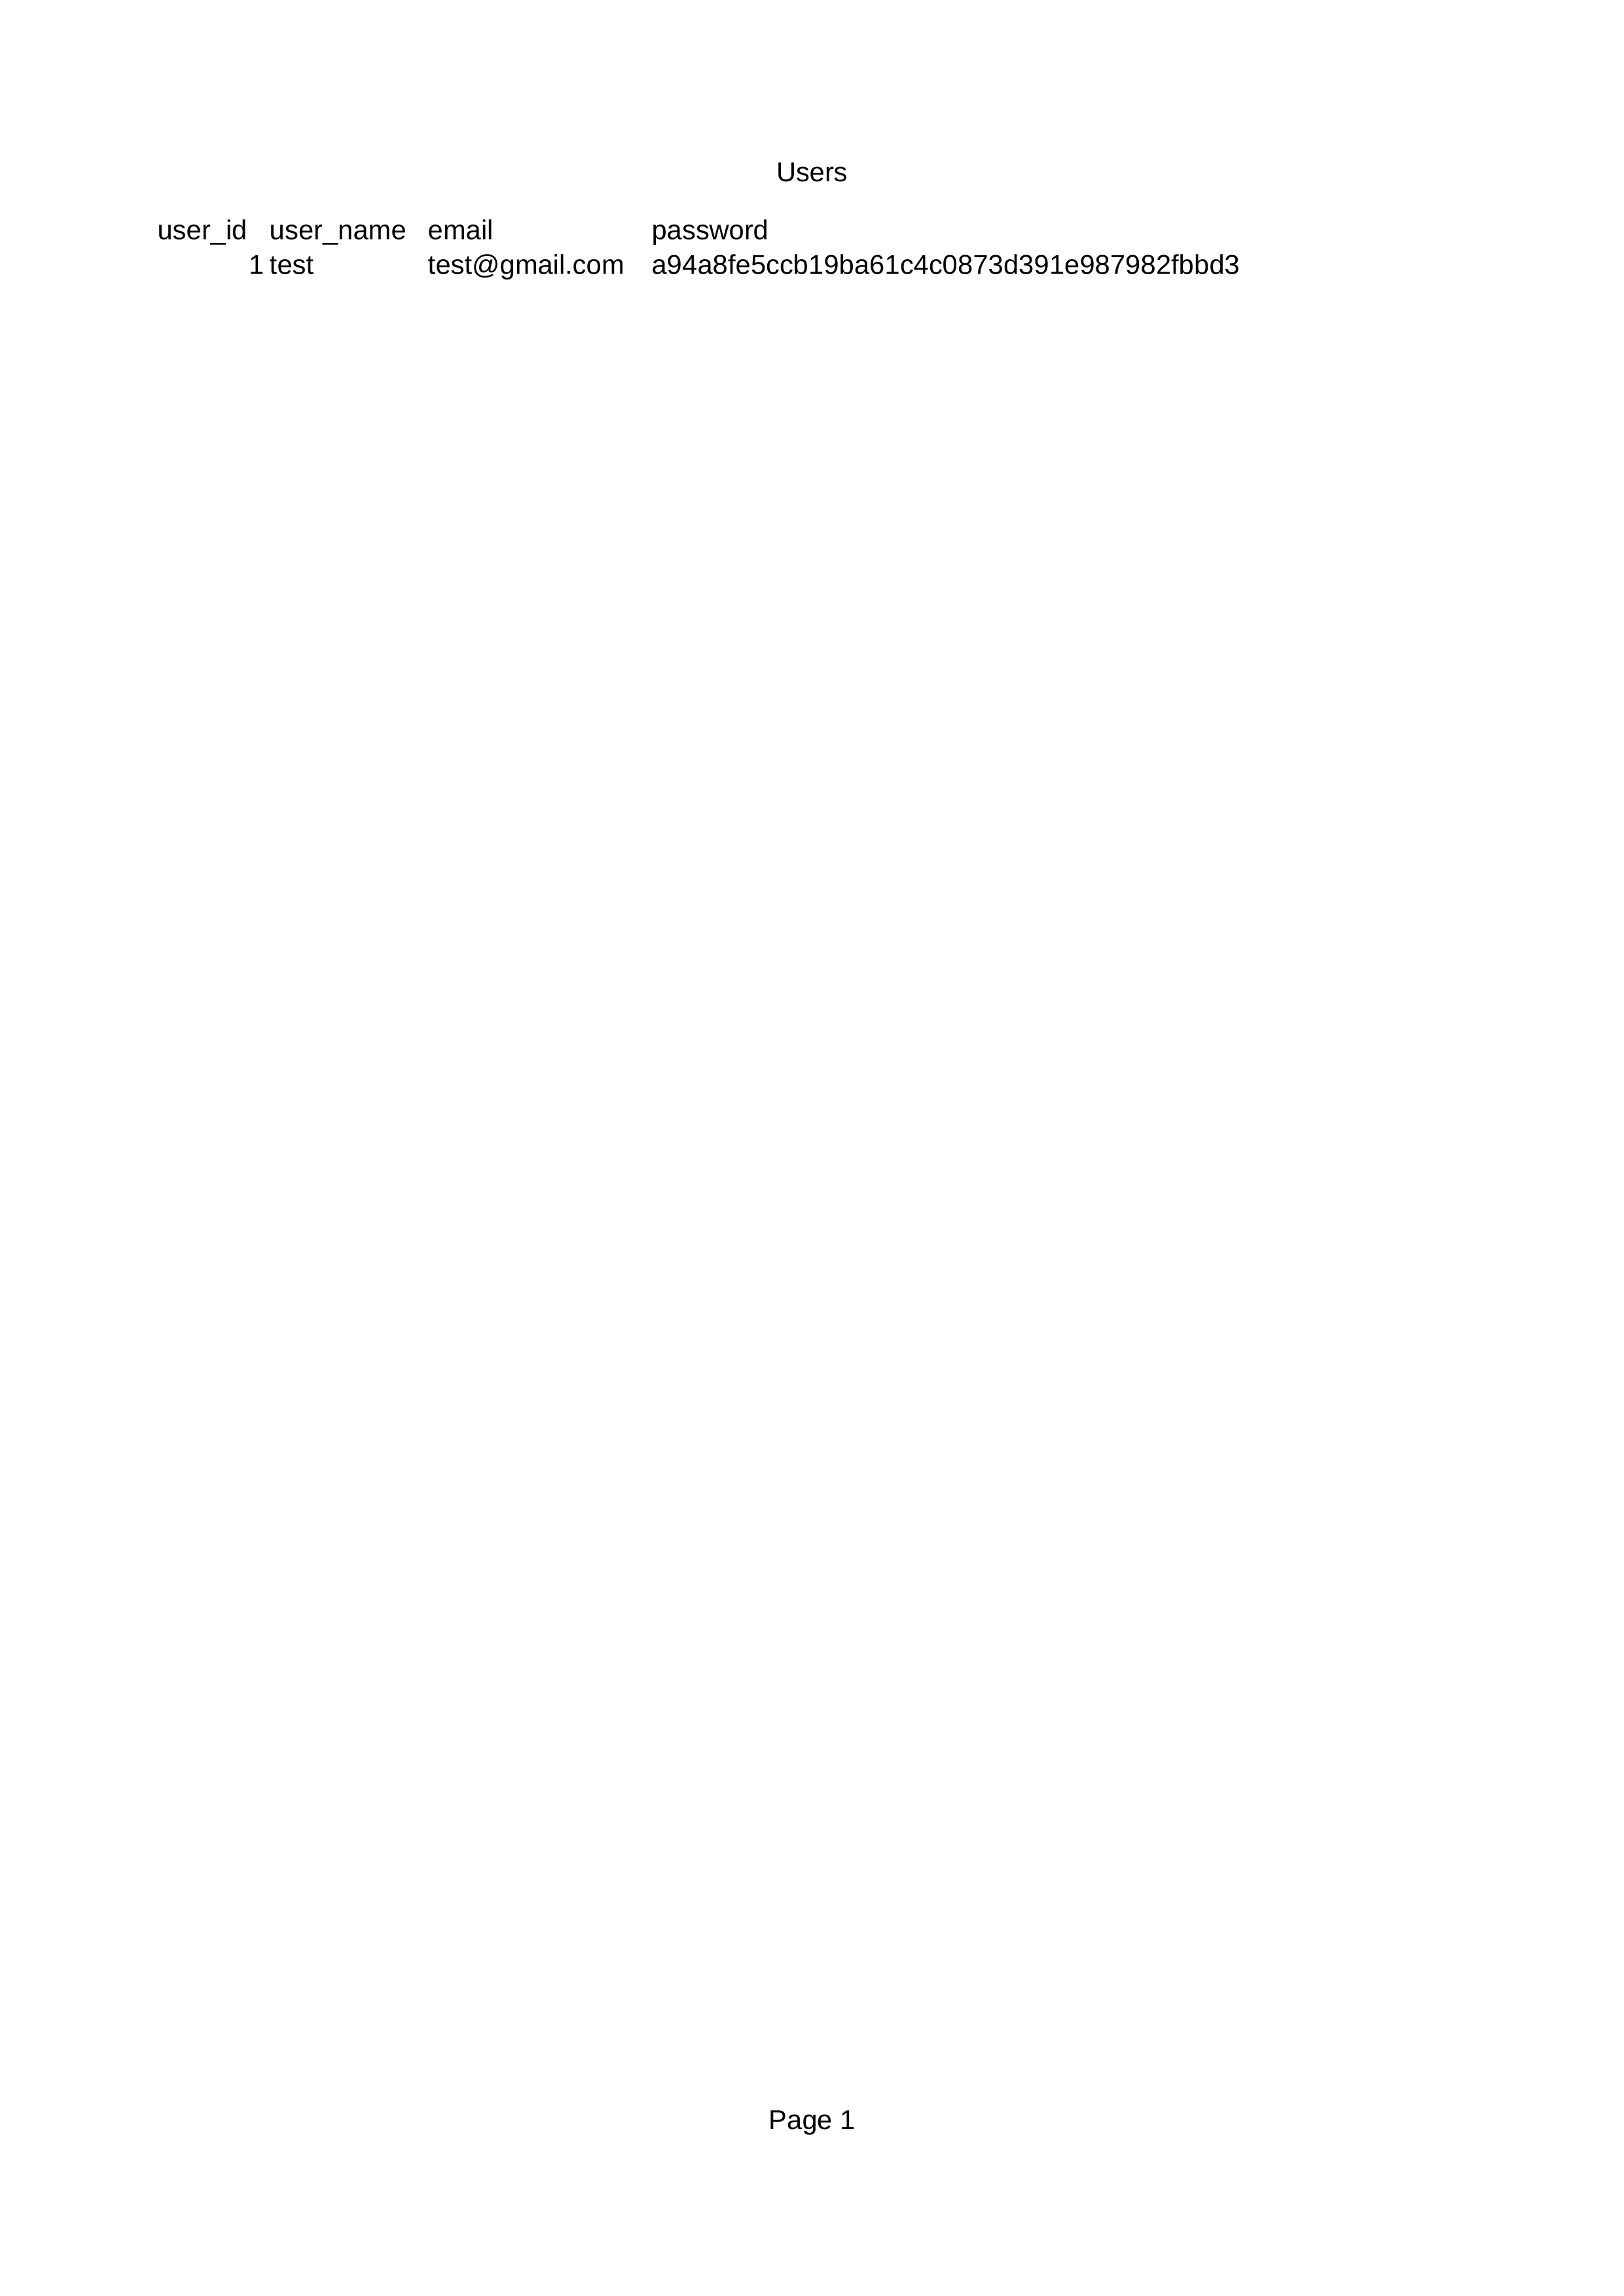 Users
user_id user_name email password
1 test test@gmail.com a94a8fe5ccb19ba61c4c0873d391e987982fbbd3
Page 1